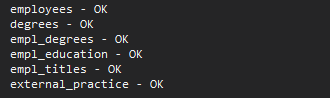 employees - OK
degrees - OK
empl_degrees - OK
empl_education - OK
empl_titles - OK
external_practice - OK